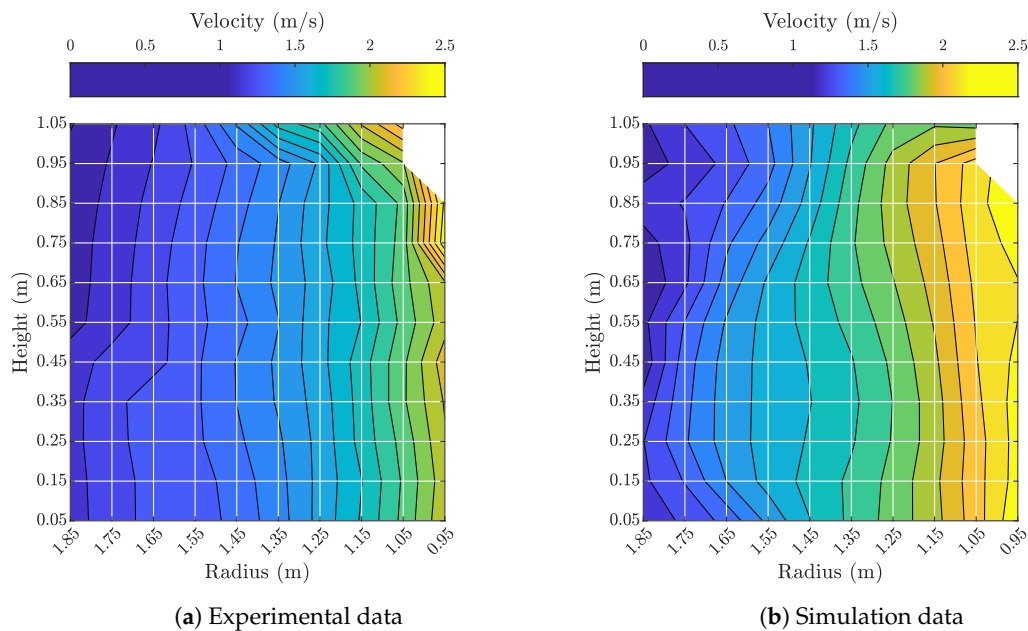 Velocity (m/s)
0 0.5 1 1.5 2 2.5
1.05
0.95
0.85
0.75
0.65
0.55
0.45
0.35
0.25
0.15
0.05
Height (m)
1.85 1.75 1.65 1.55 1.45 1.35 1.25 1.15 1.05 0.95
Radius (m)
(a) Experimental data
Velocity (m/s)
0 0.5 1 1.5 2 2.5
1.05
0.95
0.85
0.75
0.65
0.55
0.45
0.35
0.25
0.15
0.05
Height (m)
1.85 1.75 1.65 1.55 1.45 1.35 1.25 1.15 1.05 0.95
Radius (m)
(b) Simulation data